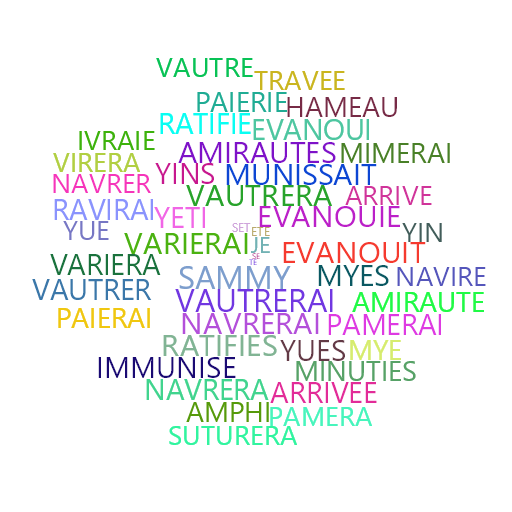 VAUTRE
TRAVEE
PAIERIE HAMEAU
RATIFIE EVANOUI
IVRAIE AMIRAUTES MIMERAI
VIRERA YINS MUNISSAIT
NAVRER VAUTRERA ARRIVE
RAVIRAI YETI EVANOUIE
YUE SET ETE YIN
VARIERAI JE EVANOUIT
SE
TE
VARIERA SAMMY MYES NAVIRE
VAUTRER VAUTRERAI AMIRAUTE
PAIERAI NAVRERAI PAMERAI
RATIFIES YUES MYE
IMMUNISE MINUTIES
NAVRERA ARRIVEE
AMPHI PAMERA
SUTURERA